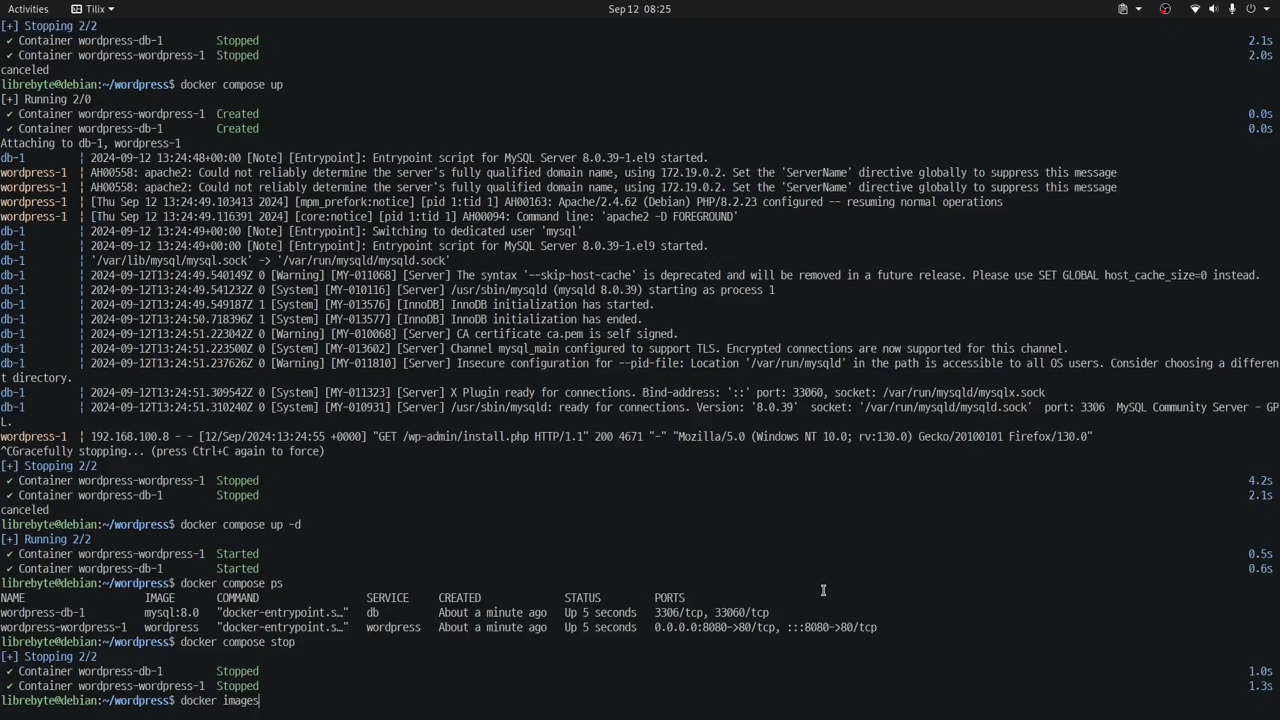 Activities Tilix Sep 12 08:25
[+] Stopping 2/2
✔ Container wordpress-db-1 Stopped 2.1s
✔ Container wordpress-wordpress-1 Stopped 2.0s
canceled
librebyte@debian:~/wordpress$ docker compose up
[+] Running 2/0
✔ Container wordpress-wordpress-1 Created 0.0s
✔ Container wordpress-db-1 Created 0.0s
Attaching to db-1, wordpress-1
db-1 | 2024-09-12 13:24:48+00:00 [Note] [Entrypoint]: Entrypoint script for MySQL Server 8.0.39-1.el9 started.
wordpress-1 | AH00558: apache2: Could not reliably determine the server's fully qualified domain name, using 172.19.0.2. Set the 'ServerName' directive globally to suppress this message
wordpress-1 | AH00558: apache2: Could not reliably determine the server's fully qualified domain name, using 172.19.0.2. Set the 'ServerName' directive globally to suppress this message
wordpress-1 | [Thu Sep 12 13:24:49.103413 2024] [mpm_prefork:notice] [pid 1:tid 1] AH00163: Apache/2.4.62 (Debian) PHP/8.2.23 configured -- resuming normal operations
wordpress-1 | [Thu Sep 12 13:24:49.116391 2024] [core:notice] [pid 1:tid 1] AH00094: Command line: 'apache2 -D FOREGROUND'
db-1 | 2024-09-12 13:24:49+00:00 [Note] [Entrypoint]: Switching to dedicated user 'mysql'
db-1 | 2024-09-12 13:24:49+00:00 [Note] [Entrypoint]: Entrypoint script for MySQL Server 8.0.39-1.el9 started.
db-1 | '/var/lib/mysql/mysql.sock' -> '/var/run/mysqld/mysqld.sock'
db-1 | 2024-09-12T13:24:49.540149Z 0 [Warning] [MY-011068] [Server] The syntax '--skip-host-cache' is deprecated and will be removed in a future release. Please use SET GLOBAL host_cache_size=0 instead.
db-1 | 2024-09-12T13:24:49.541232Z 0 [System] [MY-010116] [Server] /usr/sbin/mysqld (mysqld 8.0.39) starting as process 1
db-1 | 2024-09-12T13:24:49.549187Z 1 [System] [MY-013576] [InnoDB] InnoDB initialization has started.
db-1 | 2024-09-12T13:24:50.718396Z 1 [System] [MY-013577] [InnoDB] InnoDB initialization has ended.
db-1 | 2024-09-12T13:24:51.223042Z 0 [Warning] [MY-010068] [Server] CA certificate ca.pem is self signed.
db-1 | 2024-09-12T13:24:51.223500Z 0 [System] [MY-013602] [Server] Channel mysql_main configured to support TLS. Encrypted connections are now supported for this channel.
db-1 | 2024-09-12T13:24:51.237626Z 0 [Warning] [MY-011810] [Server] Insecure configuration for --pid-file: Location '/var/run/mysqld' in the path is accessible to all OS users. Consider choosing a differen
t directory.
db-1 | 2024-09-12T13:24:51.309542Z 0 [System] [MY-011323] [Server] X Plugin ready for connections. Bind-address: '::' port: 33060, socket: /var/run/mysqld/mysqlx.sock
db-1 | 2024-09-12T13:24:51.310240Z 0 [System] [MY-010931] [Server] /usr/sbin/mysqld: ready for connections. Version: '8.0.39' socket: '/var/run/mysqld/mysqld.sock' port: 3306 MySQL Community Server - GP
L.
wordpress-1 | 192.168.100.8 - - [12/Sep/2024:13:24:55 +0000] "GET /wp-admin/install.php HTTP/1.1" 200 4671 "-" "Mozilla/5.0 (Windows NT 10.0; rv:130.0) Gecko/20100101 Firefox/130.0"
^CGracefully stopping... (press Ctrl+C again to force)
[+] Stopping 2/2
✔ Container wordpress-wordpress-1 Stopped 4.2s
✔ Container wordpress-db-1 Stopped 2.1s
canceled
librebyte@debian:~/wordpress$ docker compose up -d
[+] Running 2/2
✔ Container wordpress-wordpress-1 Started 0.5s
✔ Container wordpress-db-1 Started 0.6s
librebyte@debian:~/wordpress$ docker compose ps
NAME IMAGE COMMAND SERVICE CREATED STATUS PORTS
wordpress-db-1 mysql:8.0 "docker-entrypoint.s…" db About a minute ago Up 5 seconds 3306/tcp, 33060/tcp
wordpress-wordpress-1 wordpress "docker-entrypoint.s…" wordpress About a minute ago Up 5 seconds 0.0.0.0:8080->80/tcp, :::8080->80/tcp
librebyte@debian:~/wordpress$ docker compose stop
[+] Stopping 2/2
✔ Container wordpress-db-1 Stopped 1.0s
✔ Container wordpress-wordpress-1 Stopped 1.3s
librebyte@debian:~/wordpress$ docker images